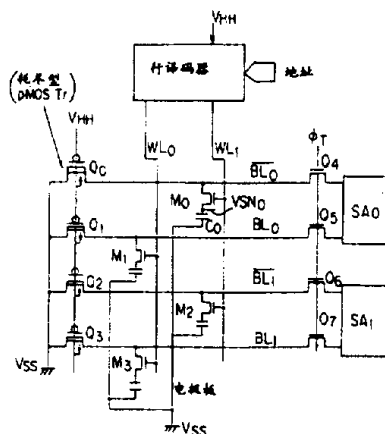 VHH
行译码器
地址
(耗尽型
pMOS Tr)
VHH
WL0
WL1
φT
Q0
M0
VSN0
C0
BL0
Q4
SA0
Q1
BL0
Q5
M1
Q2
BL1
Q6
M2
Q3
BL1
Q7
SA1
M3
电极板
VSS
VSS